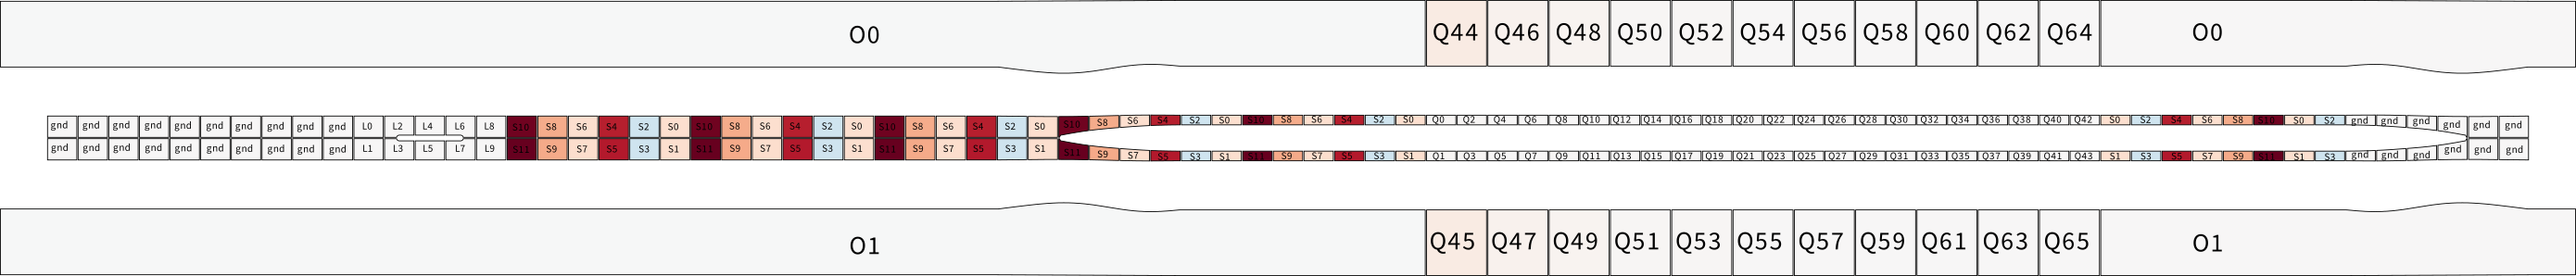 O0 Q44 Q46 Q48 Q50 Q52 Q54 Q56 Q58 Q60 Q62 Q64 O0
gnd gnd gnd gnd gnd gnd gnd gnd gnd gnd L0 L2 L4 L6 L8 S10 S8 S6 S4 S2 S0 S10 S8 S6 S4 S2 S0 S10 S8 S6 S4 S2 S0 S10 S8 S6 S4 S2 S0 S10 S8 S6 S4 S2 S0 Q0 Q2 Q4 Q6 Q8 Q10 Q12 Q14 Q16 Q18 Q20 Q22 Q24 Q26 Q28 Q30 Q32 Q34 Q36 Q38 Q40 Q42 S0 S2 S4 S6 S8 S10 S0 S2 gnd gnd gnd gnd gnd gnd
gnd gnd gnd gnd gnd gnd gnd gnd gnd gnd L1 L3 L5 L7 L9 S11 S9 S7 S5 S3 S1 S11 S9 S7 S5 S3 S1 S11 S9 S7 S5 S3 S1 S11 S9 S7 S5 S3 S1 S11 S9 S7 S5 S3 S1 Q1 Q3 Q5 Q7 Q9 Q11 Q13 Q15 Q17 Q19 Q21 Q23 Q25 Q27 Q29 Q31 Q33 Q35 Q37 Q39 Q41 Q43 S1 S3 S5 S7 S9 S11 S1 S3 gnd gnd gnd gnd gnd gnd
O1 Q45 Q47 Q49 Q51 Q53 Q55 Q57 Q59 Q61 Q63 Q65 O1